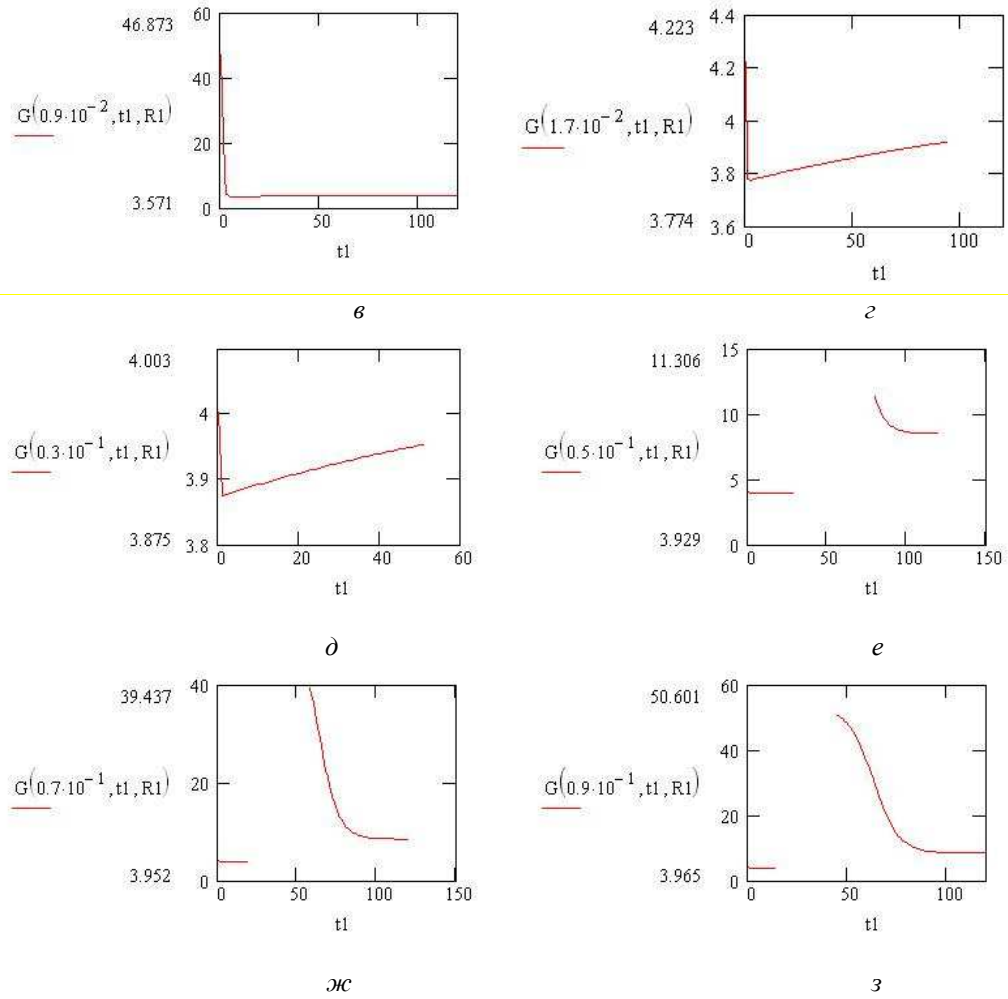 46.873
G(0.9·10⁻², t1, R1)
3.571
60
40
20
0
0 50 100
t1
в
4.223
G(1.7·10⁻², t1, R1)
3.774
4.4
4.2
4
3.8
3.6
0 50 100
t1
г
4.003
G(0.3·10⁻¹, t1, R1)
3.875
4
3.9
3.8
0 20 40 60
t1
д
11.306
G(0.5·10⁻¹, t1, R1)
3.929
15
10
5
0
0 50 100 150
t1
е
39.437
G(0.7·10⁻¹, t1, R1)
3.952
40
20
0
0 50 100 150
t1
ж
50.601
G(0.9·10⁻¹, t1, R1)
3.965
60
40
20
0
0 50 100
t1
з